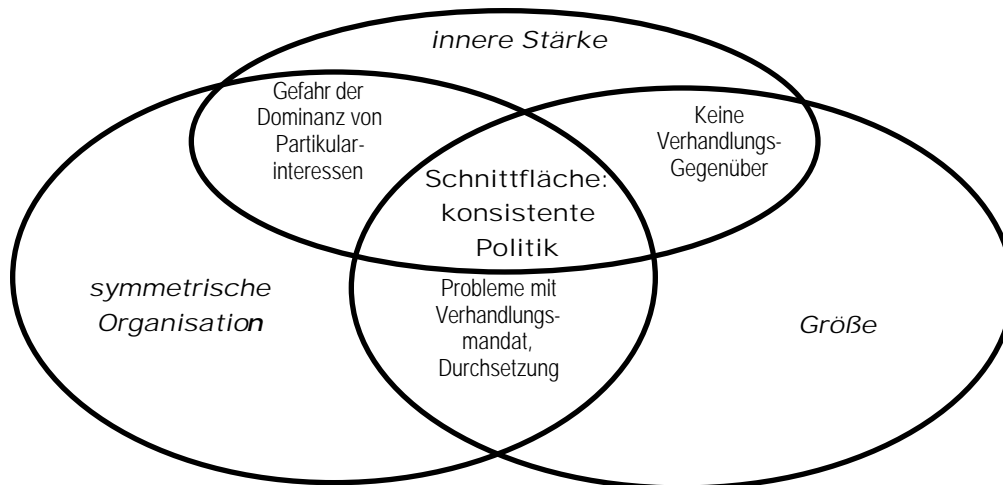 innere Stärke
Gefahr der
Dominanz von
Partikular-
interessen
Keine
Verhandlungs-
Gegenüber
Schnittfläche:
konsistente
Politik
symmetrische
Organisation
Probleme mit
Verhandlungs-
mandat,
Durchsetzung
Größe